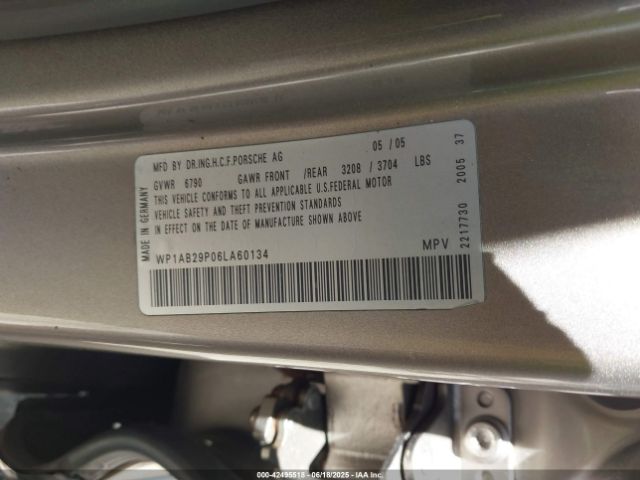 MFD BY DR.ING.H.C.F.PORSCHE AG 05/05
GVWR 6790 GAWR FRONT /REAR 3208 / 3704 LBS
THIS VEHICLE CONFORMS TO ALL APPLICABLE U.S.FEDERAL MOTOR
VEHICLE SAFETY AND THEFT PREVENTION STANDARDS
IN EFFECT ON THE DATE OF MANUFACTURE SHOWN ABOVE
WP1AB29P06LA60134 MPV
MADE IN GERMANY
2217730 2005 37
000-42495518 - 06/18/2025 - IAA Inc.